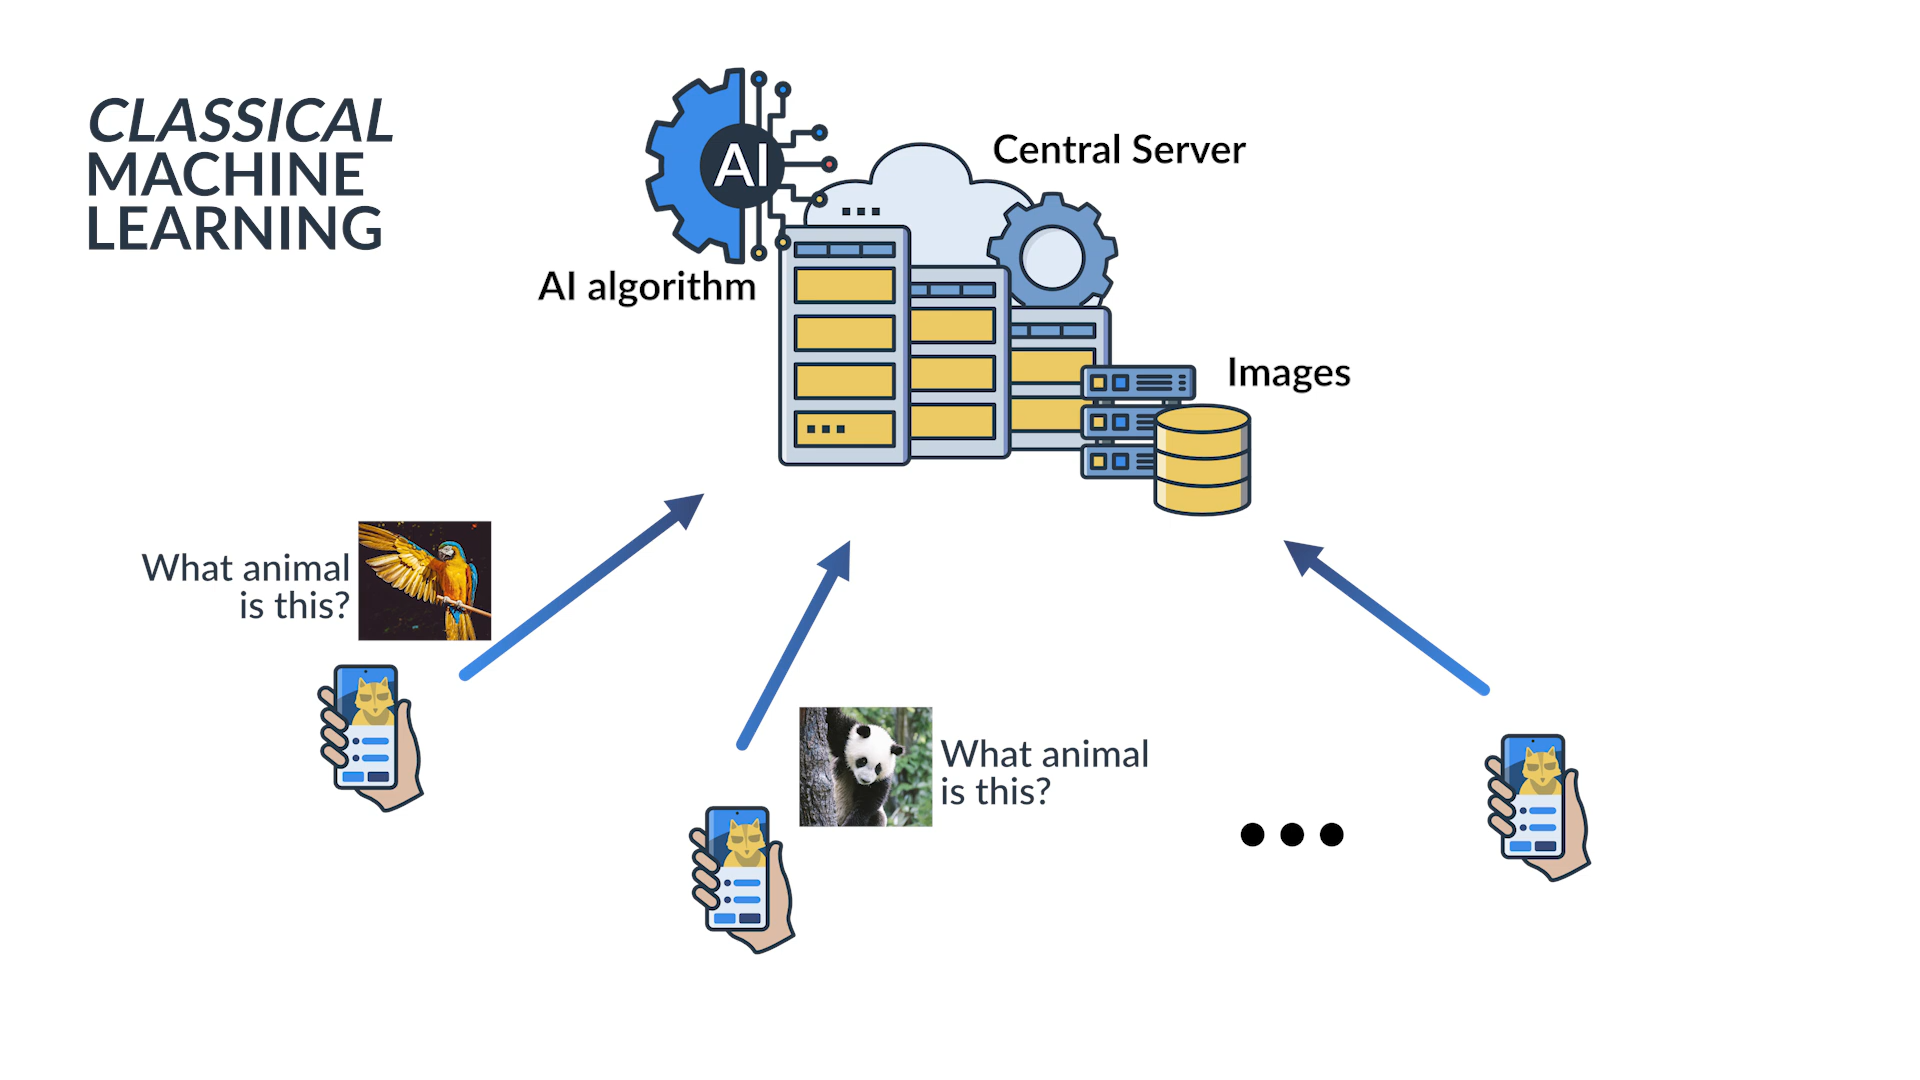 CLASSICAL
MACHINE
LEARNING
AI
Central Server
AI algorithm
Images
What animal
is this?
What animal
is this?